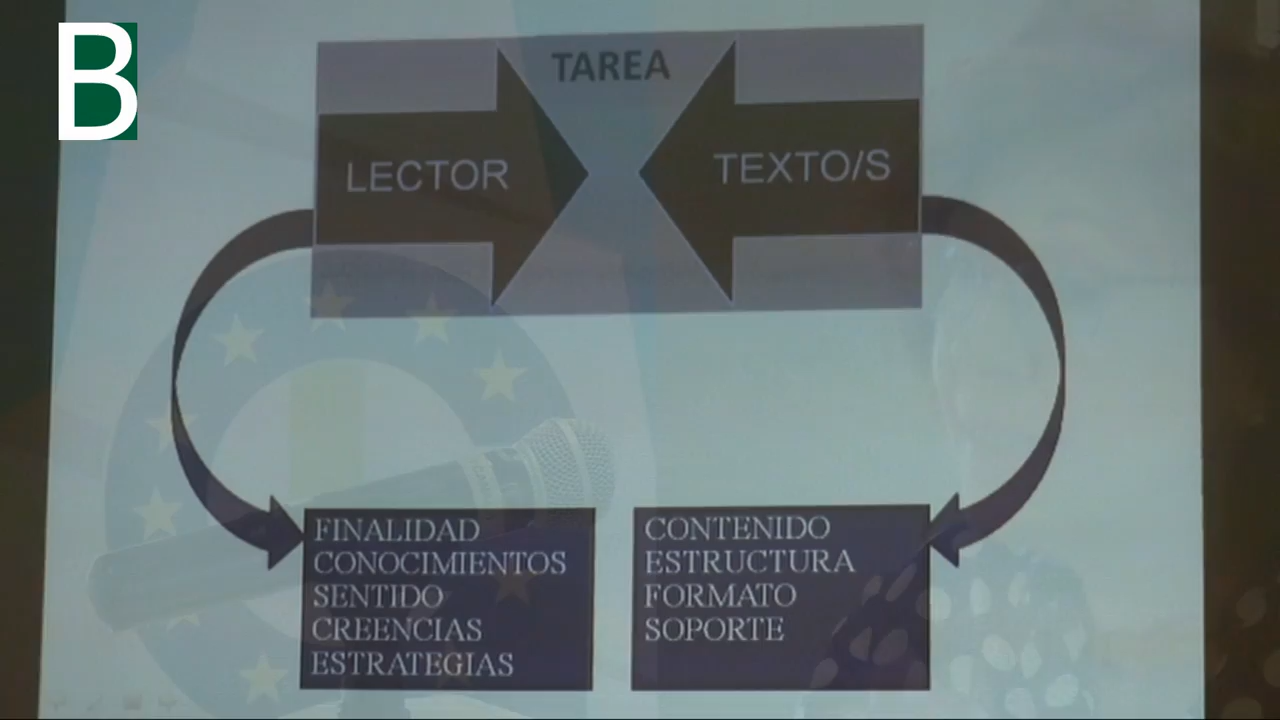 B
TAREA
LECTOR
TEXTO/S
FINALIDAD
CONOCIMIENTOS
SENTIDO
CREENCIAS
ESTRATEGIAS
CONTENIDO
ESTRUCTURA
FORMATO
SOPORTE